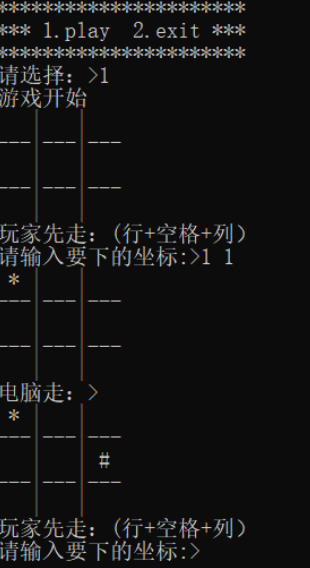 **********************
*** 1.play  2.exit ***
**********************
请选择: >1
游戏开始
   |   |
---|---|---
   |   |
---|---|---
   |   |
玩家先走: (行+空格+列)
请输入要下的坐标:>1 1
 * |   |
---|---|---
   |   |
---|---|---
   |   |
电脑走: >
 * |   |
---|---|---
   |   | #
---|---|---
   |   |
玩家先走: (行+空格+列)
请输入要下的坐标:>